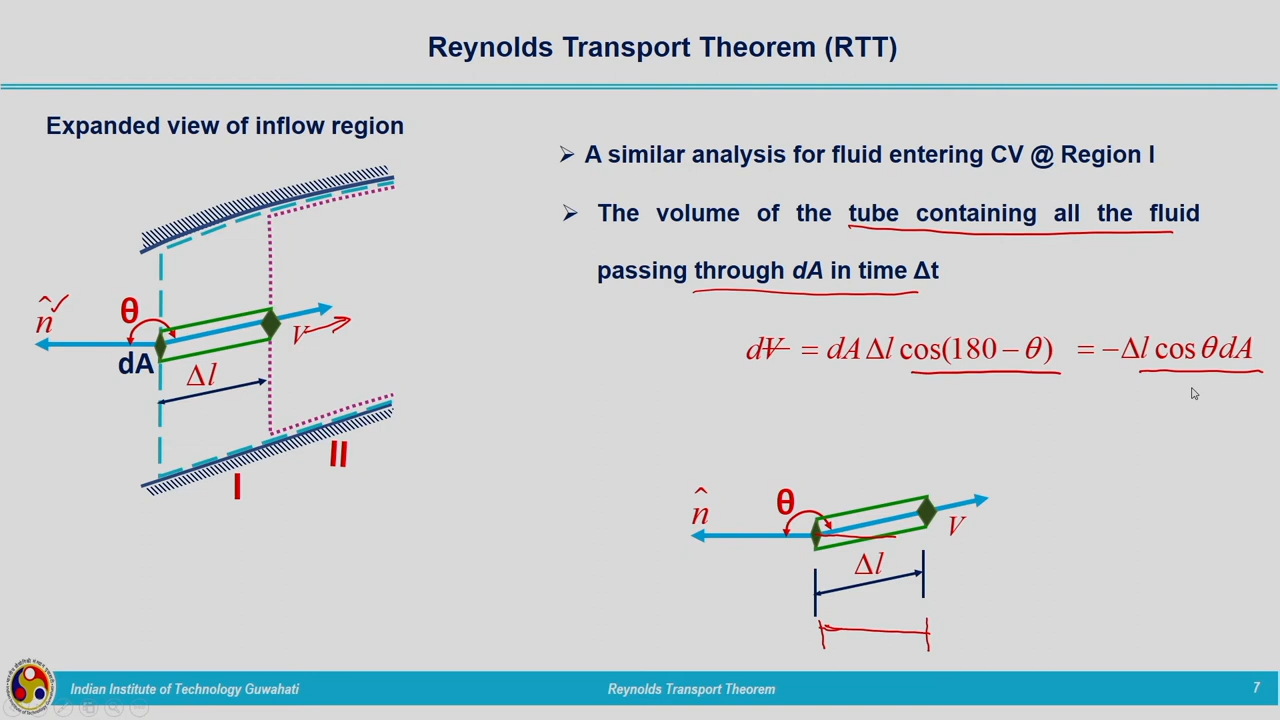 Reynolds Transport Theorem (RTT)
Expanded view of inflow region
➢ A similar analysis for fluid entering CV @ Region I
➢ The volume of the tube containing all the fluid
passing through dA in time Δt
n̂
θ
V
dA
Δl
I
II
dV̶ = dA Δl cos(180 − θ) = −Δl cos θdA
n̂
θ
V
Δl
Indian Institute of Technology Guwahati
Reynolds Transport Theorem
7